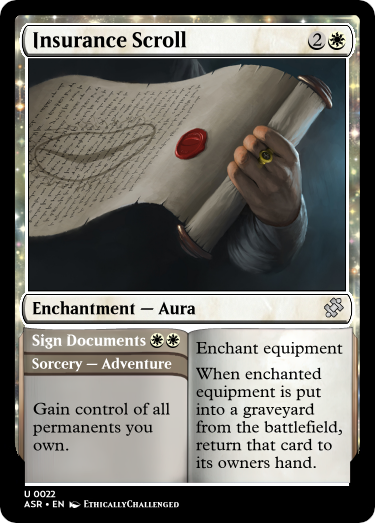 Insurance Scroll 2
Enchantment — Aura
Sign Documents
Sorcery — Adventure
Gain control of all
permanents you
own.
Enchant equipment
When enchanted
equipment is put
into a graveyard
from the battlefield,
return that card to
its owners hand.
U 0022
ASR • EN EthicallyChallenged